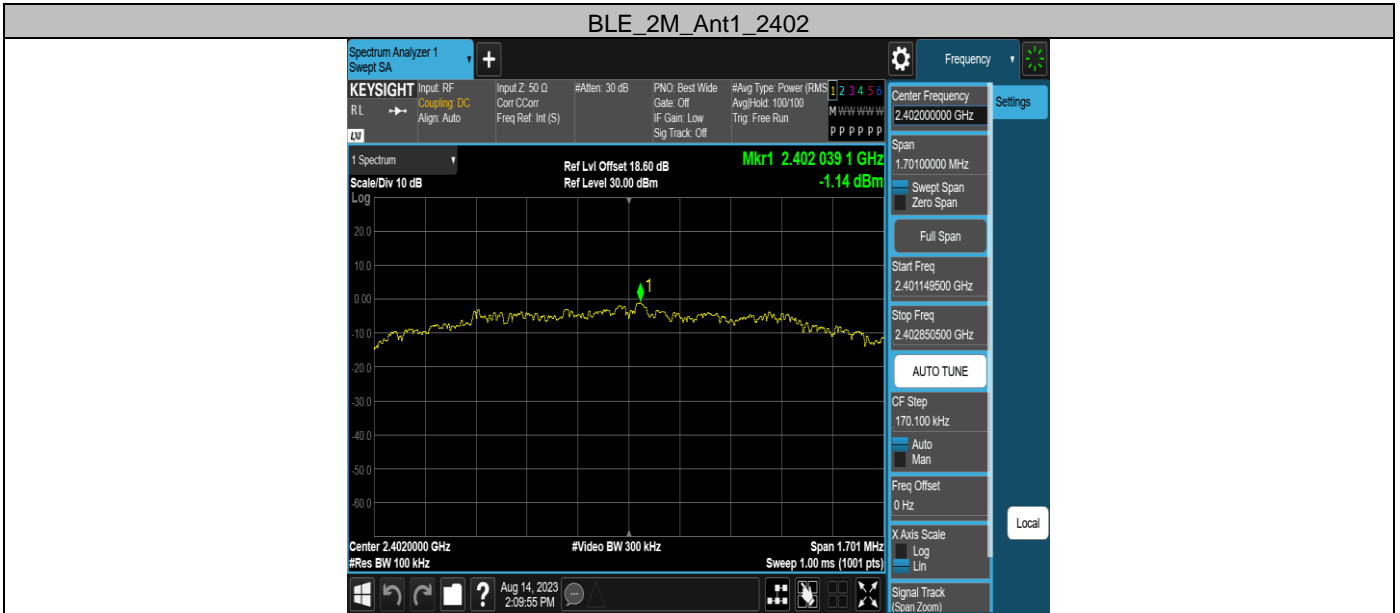 BLE_2M_Ant1_2402
Spectrum Analyzer 1
Swept SA
+
Frequency
KEYSIGHT
RL
LXI
Input: RF
Coupling: DC
Align: Auto
Input Z: 50 Ω
Corr CCorr
Freq Ref: Int (S)
#Atten: 30 dB
PNO: Best Wide
Gate: Off
IF Gain: Low
Sig Track: Off
#Avg Type: Power (RMS
Avg|Hold: 100/100
Trig: Free Run
1 2 3 4 5 6
M W W W W W
P P P P P P
1 Spectrum
Scale/Div 10 dB
Log
Ref Lvl Offset 18.60 dB
Ref Level 30.00 dBm
Mkr1 2.402 039 1 GHz
-1.14 dBm
20.0
10.0
0.00
-10.0
-20.0
-30.0
-40.0
-50.0
-60.0
1
Center 2.4020000 GHz
#Res BW 100 kHz
#Video BW 300 kHz
Span 1.701 MHz
Sweep 1.00 ms (1001 pts)
Center Frequency
2.402000000 GHz
Settings
Span
1.70100000 MHz
Swept Span
Zero Span
Full Span
Start Freq
2.401149500 GHz
Stop Freq
2.402850500 GHz
AUTO TUNE
CF Step
170.100 kHz
Auto
Man
Freq Offset
0 Hz
X Axis Scale
Log
Lin
Local
Signal Track
(Span Zoom)
?
Aug 14, 2023
2:09:55 PM